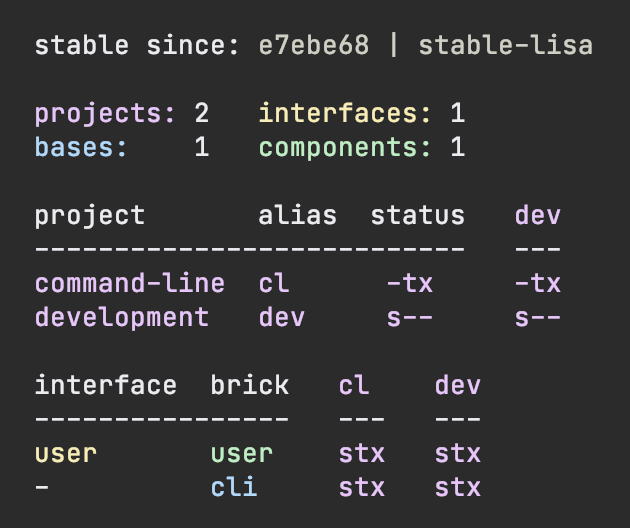 stable since: e7ebe68 | stable-lisa
projects: 2   interfaces: 1
bases:    1   components: 1
project       alias  status   dev
---------------------------   ---
command-line  cl      -tx     -tx
development   dev     s--     s--
interface  brick   cl    dev
----------------   ---   ---
user       user    stx   stx
-          cli     stx   stx